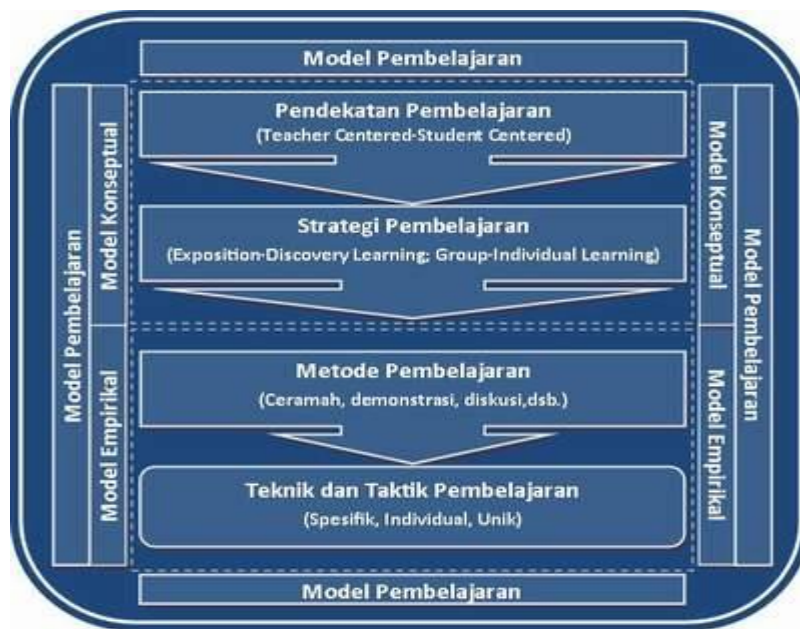 Model Pembelajaran
Model Pembelajaran
Model Konseptual
Model Empirikal
Pendekatan Pembelajaran
(Teacher Centered-Student Centered)
Strategi Pembelajaran
(Exposition-Discovery Learning; Group-Individual Learning)
Metode Pembelajaran
(Ceramah, demonstrasi, diskusi,dsb.)
Teknik dan Taktik Pembelajaran
(Spesifik, Individual, Unik)
Model Konseptual
Model Empirikal
Model Pembelajaran
Model Pembelajaran